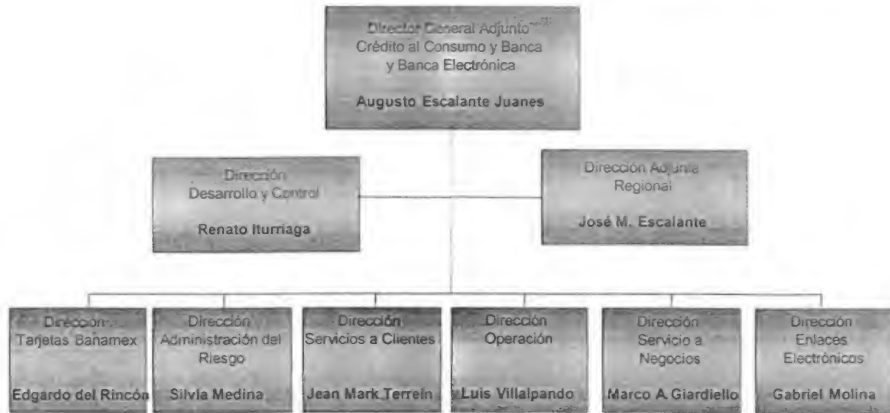 Director General Adjunto
Crédito al Consumo y Banca
y Banca Electrónica
Augusto Escalante Juanes
Dirección
Desarrollo y Control
Renato Iturriaga
Dirección Adjunta
Regional
José M. Escalante
Dirección
Tarjetas Banamex
Edgardo del Rincón
Dirección
Administración del
Riesgo
Silvia Medina
Dirección
Servicios a Clientes
Jean Mark Terrein
Dirección
Operación
Luis Villalpando
Dirección
Servicio a
Negocios
Marco A Giardiello
Dirección
Enlaces
Electrónicos
Gabriel Molina